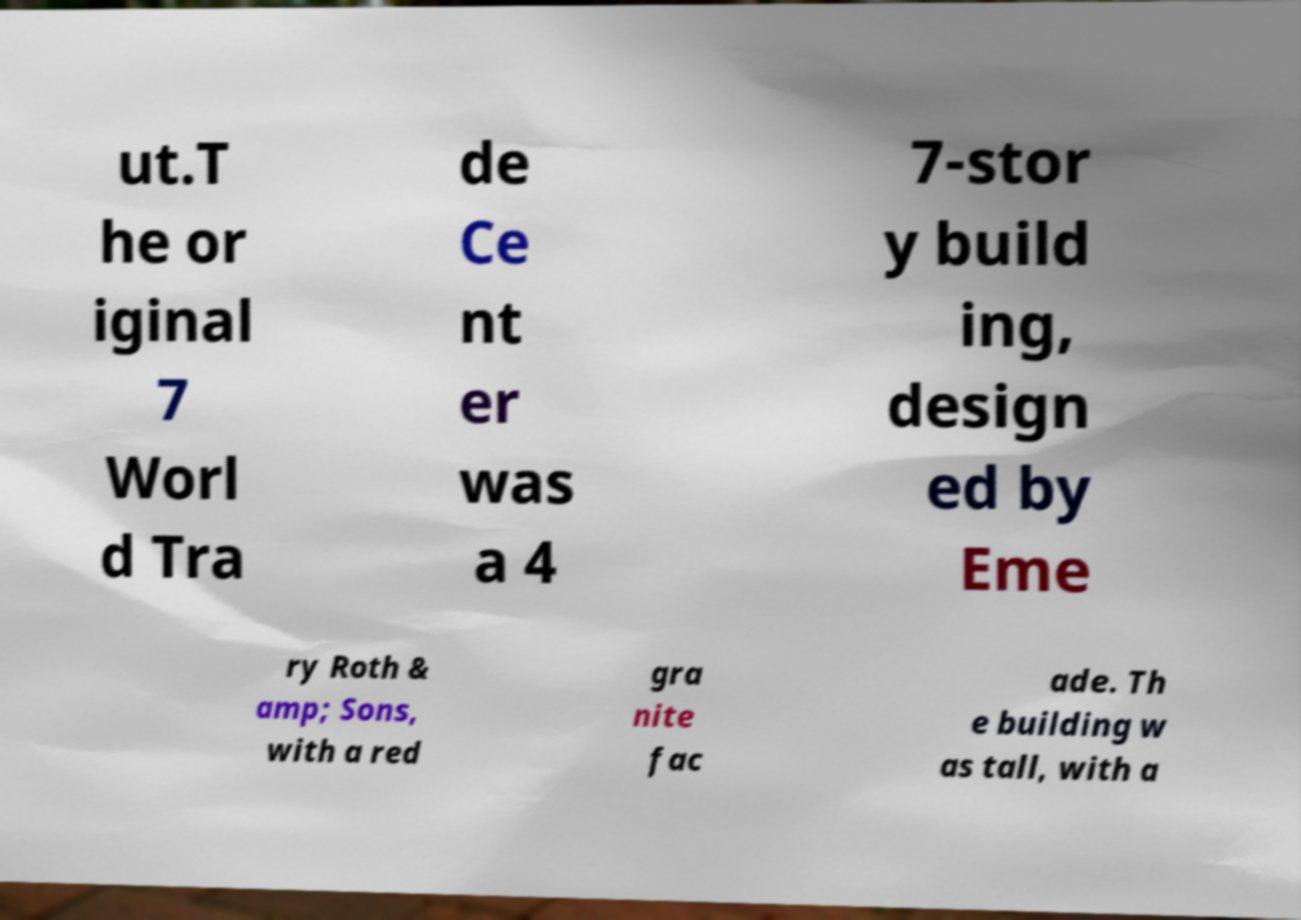 ut.T
he or
iginal
7
Worl
d Tra
de
Ce
nt
er
was
a 4
7-stor
y build
ing,
design
ed by
Eme
ry Roth &
amp; Sons,
with a red
gra
nite
fac
ade. Th
e building w
as tall, with a